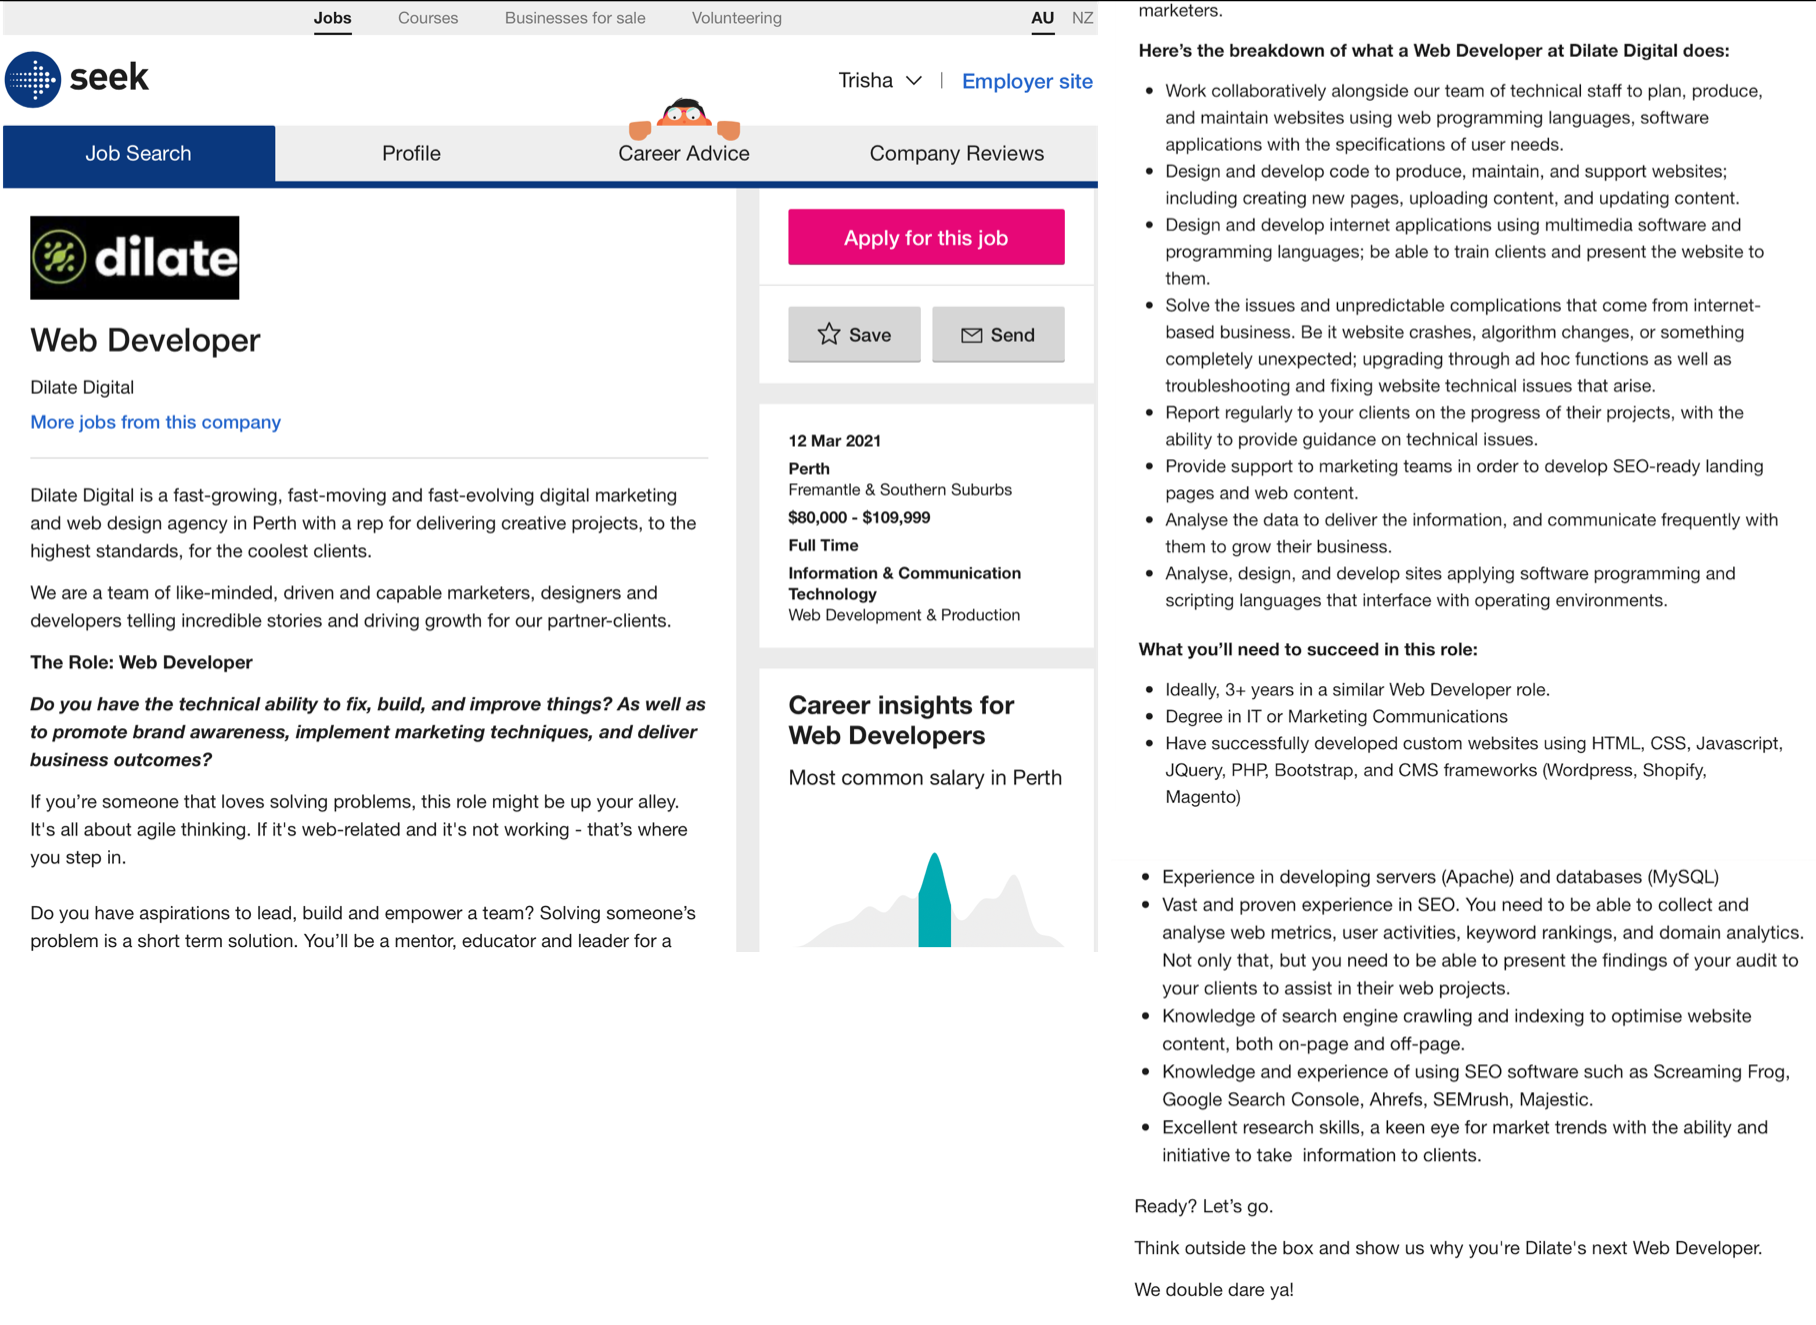 Jobs Courses Businesses for sale Volunteering AU NZ
seek
Trisha | Employer site
Job Search Profile Career Advice Company Reviews
dilate
Web Developer
Dilate Digital
More jobs from this company
Dilate Digital is a fast-growing, fast-moving and fast-evolving digital marketing
and web design agency in Perth with a rep for delivering creative projects, to the
highest standards, for the coolest clients.
We are a team of like-minded, driven and capable marketers, designers and
developers telling incredible stories and driving growth for our partner-clients.
The Role: Web Developer
Do you have the technical ability to fix, build, and improve things? As well as
to promote brand awareness, implement marketing techniques, and deliver
business outcomes?
If you’re someone that loves solving problems, this role might be up your alley.
It's all about agile thinking. If it's web-related and it's not working - that’s where
you step in.
Do you have aspirations to lead, build and empower a team? Solving someone’s
problem is a short term solution. You’ll be a mentor, educator and leader for a
Apply for this job
Save
Send
12 Mar 2021
Perth
Fremantle & Southern Suburbs
$80,000 - $109,999
Full Time
Information & Communication
Technology
Web Development & Production
Career insights for
Web Developers
Most common salary in Perth
marketers.
Here’s the breakdown of what a Web Developer at Dilate Digital does:
• Work collaboratively alongside our team of technical staff to plan, produce,
and maintain websites using web programming languages, software
applications with the specifications of user needs.
• Design and develop code to produce, maintain, and support websites;
including creating new pages, uploading content, and updating content.
• Design and develop internet applications using multimedia software and
programming languages; be able to train clients and present the website to
them.
• Solve the issues and unpredictable complications that come from internet-
based business. Be it website crashes, algorithm changes, or something
completely unexpected; upgrading through ad hoc functions as well as
troubleshooting and fixing website technical issues that arise.
• Report regularly to your clients on the progress of their projects, with the
ability to provide guidance on technical issues.
• Provide support to marketing teams in order to develop SEO-ready landing
pages and web content.
• Analyse the data to deliver the information, and communicate frequently with
them to grow their business.
• Analyse, design, and develop sites applying software programming and
scripting languages that interface with operating environments.
What you’ll need to succeed in this role:
• Ideally, 3+ years in a similar Web Developer role.
• Degree in IT or Marketing Communications
• Have successfully developed custom websites using HTML, CSS, Javascript,
JQuery, PHP, Bootstrap, and CMS frameworks (Wordpress, Shopify,
Magento)
• Experience in developing servers (Apache) and databases (MySQL)
• Vast and proven experience in SEO. You need to be able to collect and
analyse web metrics, user activities, keyword rankings, and domain analytics.
Not only that, but you need to be able to present the findings of your audit to
your clients to assist in their web projects.
• Knowledge of search engine crawling and indexing to optimise website
content, both on-page and off-page.
• Knowledge and experience of using SEO software such as Screaming Frog,
Google Search Console, Ahrefs, SEMrush, Majestic.
• Excellent research skills, a keen eye for market trends with the ability and
initiative to take  information to clients.
Ready? Let’s go.
Think outside the box and show us why you're Dilate's next Web Developer.
We double dare ya!